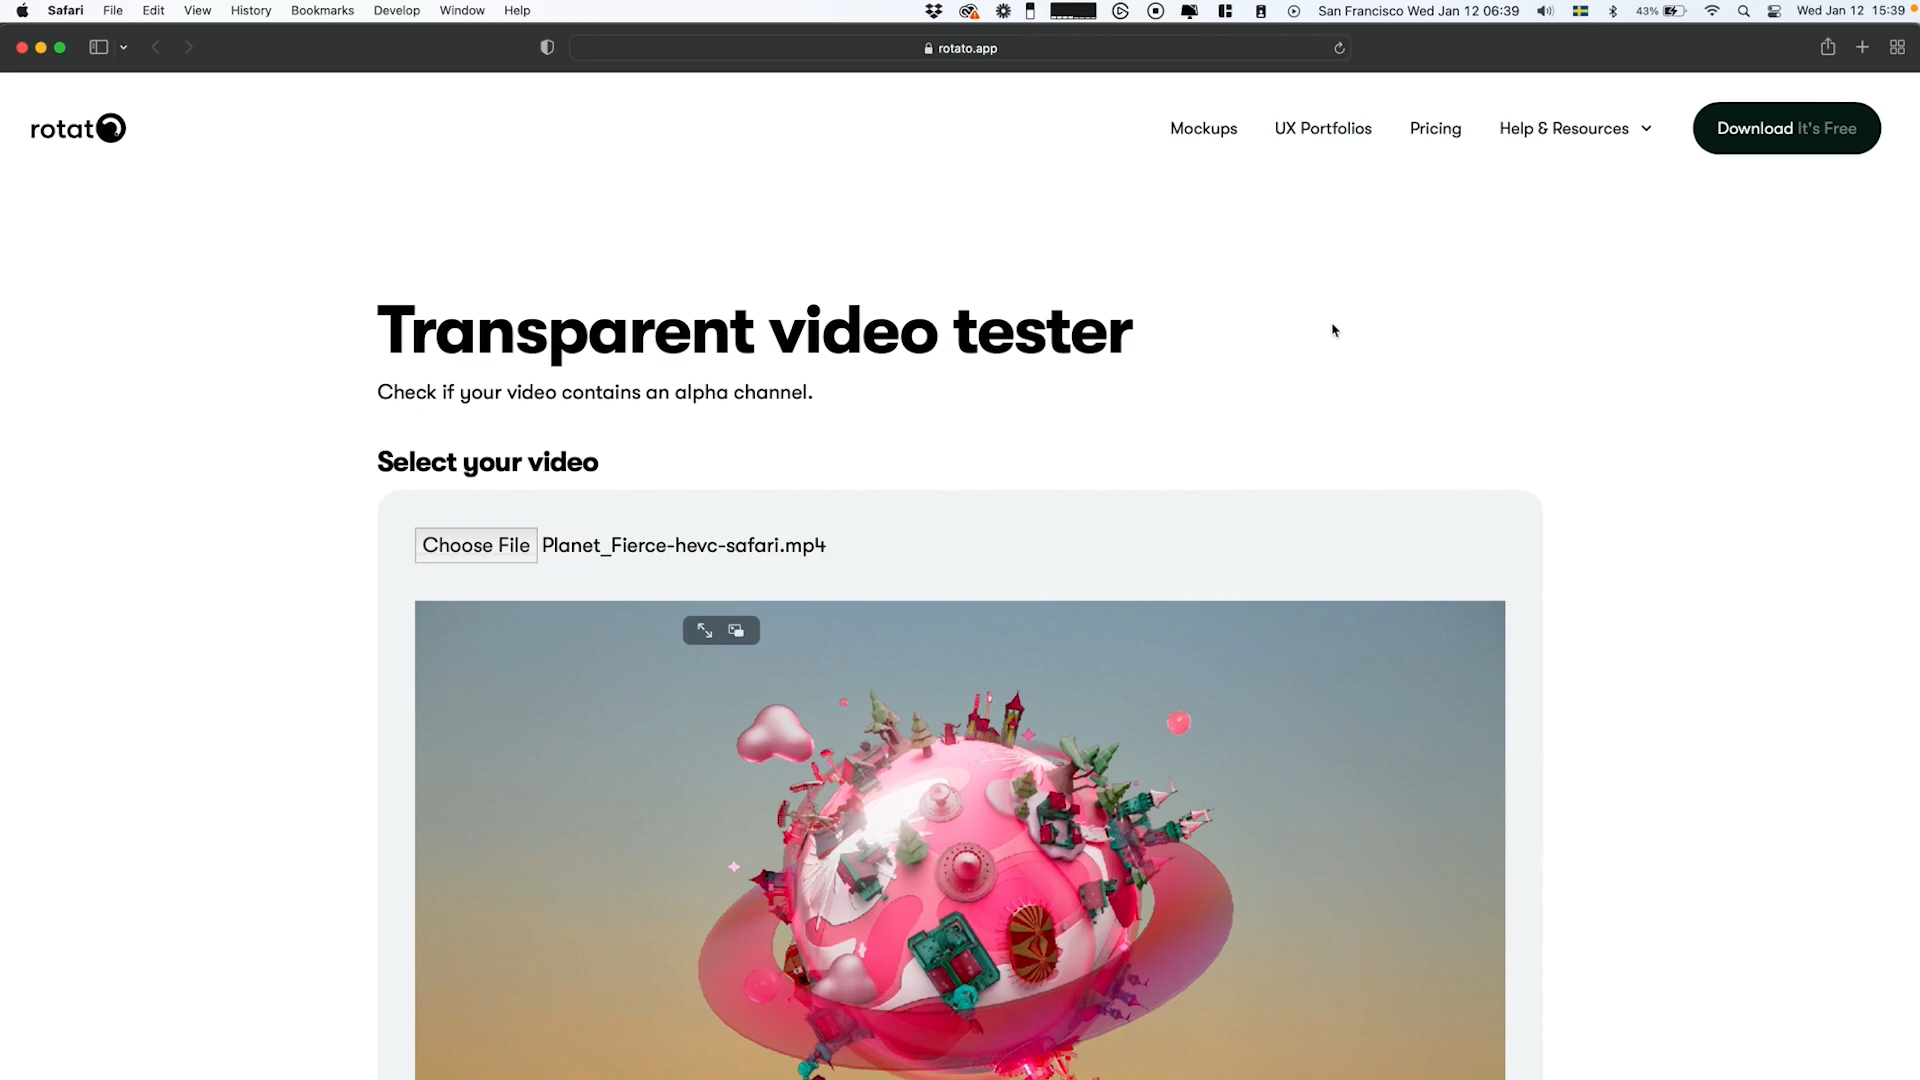 Safari File Edit View History Bookmarks Develop Window Help San Francisco Wed Jan 12 06:39 43% Wed Jan 12 15:39
rotato.app
rotato Mockups UX Portfolios Pricing Help & Resources Download It's Free
Transparent video tester
Check if your video contains an alpha channel.
Select your video
Choose File Planet_Fierce-hevc-safari.mp4